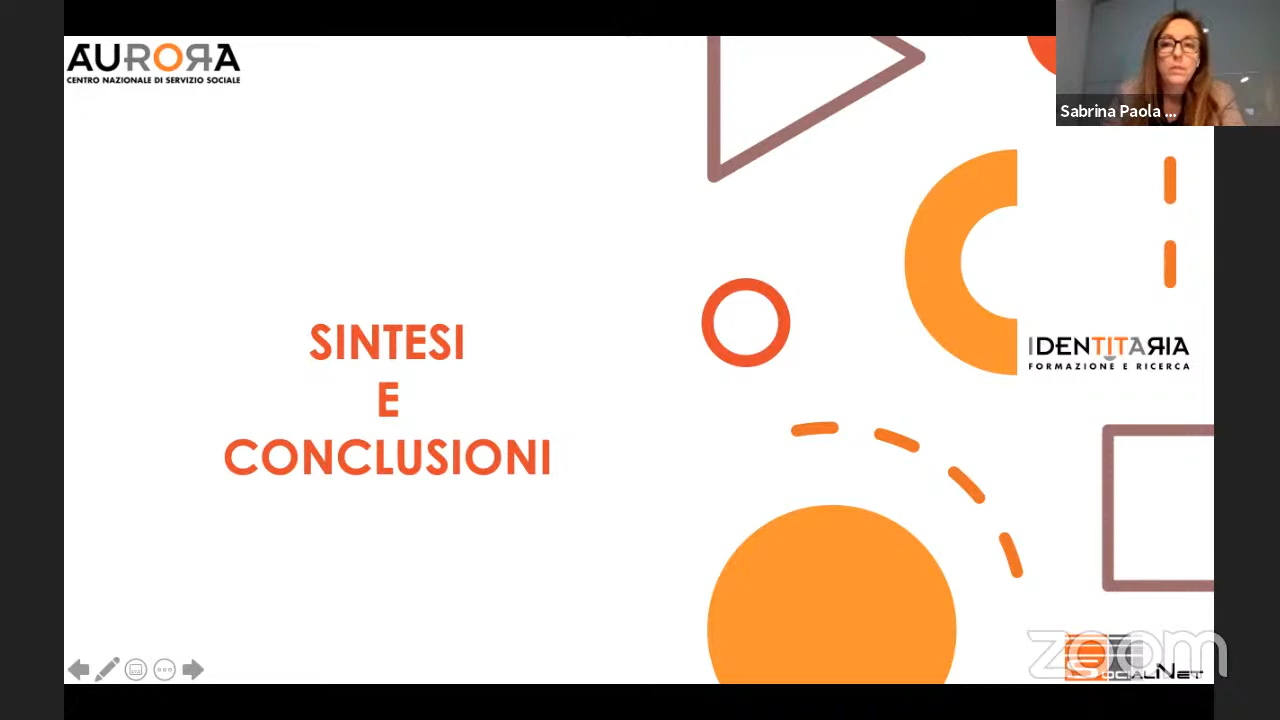 AURORA
CENTRO NAZIONALE DI SERVIZIO SOCIALE
Sabrina Paola ...
SINTESI
E
CONCLUSIONI
IDENTITARIA
FORMAZIONE E RICERCA
zoom
SOCIALNET